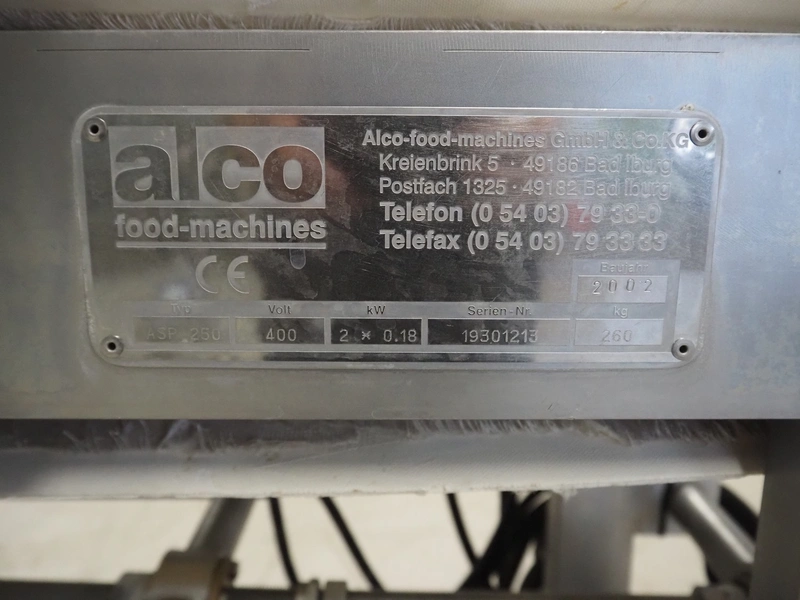 alco
food-machines
CE
Alco-food-machines GmbH & Co.KG
Kreienbrink 5 · 49186 Bad Iburg
Postfach 1325 · 49182 Bad Iburg
Telefon (0 54 03) 79 33-0
Telefax (0 54 03) 79 33 33
Baujahr
2002
Typ Volt kW Serien-Nr. kg
ASP 250 400 2 x 0.18 19301213 260